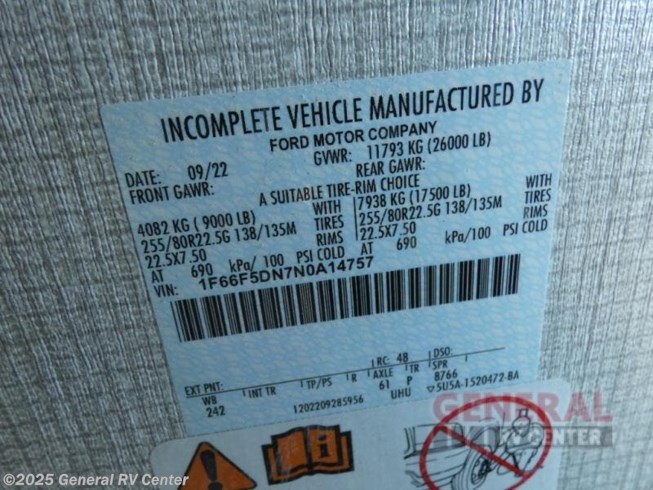 INCOMPLETE VEHICLE MANUFACTURED BY
FORD MOTOR COMPANY
DATE: 09/22 GVWR: 11793 KG (26000 LB)
FRONT GAWR: REAR GAWR:
A SUITABLE TIRE-RIM CHOICE
4082 KG ( 9000 LB) WITH 7938 KG (17500 LB) WITH
255/80R22.5G 138/135M TIRES 255/80R22.5G 138/135M TIRES
22.5X7.50 RIMS 22.5X7.50 RIMS
AT 690 kPa/ 100 PSI COLD AT 690 kPa/100 PSI COLD
VIN: 1F66F5DN7N0A14757
EXT PNT: RC: 48 DSO:
WB INT TR TP/PS R AXLE TR SPR
242 61 P 8766
1202209285956 UHU 5U5A-1520472-BA
GENERAL
RV CENTER
©2025 General RV Center